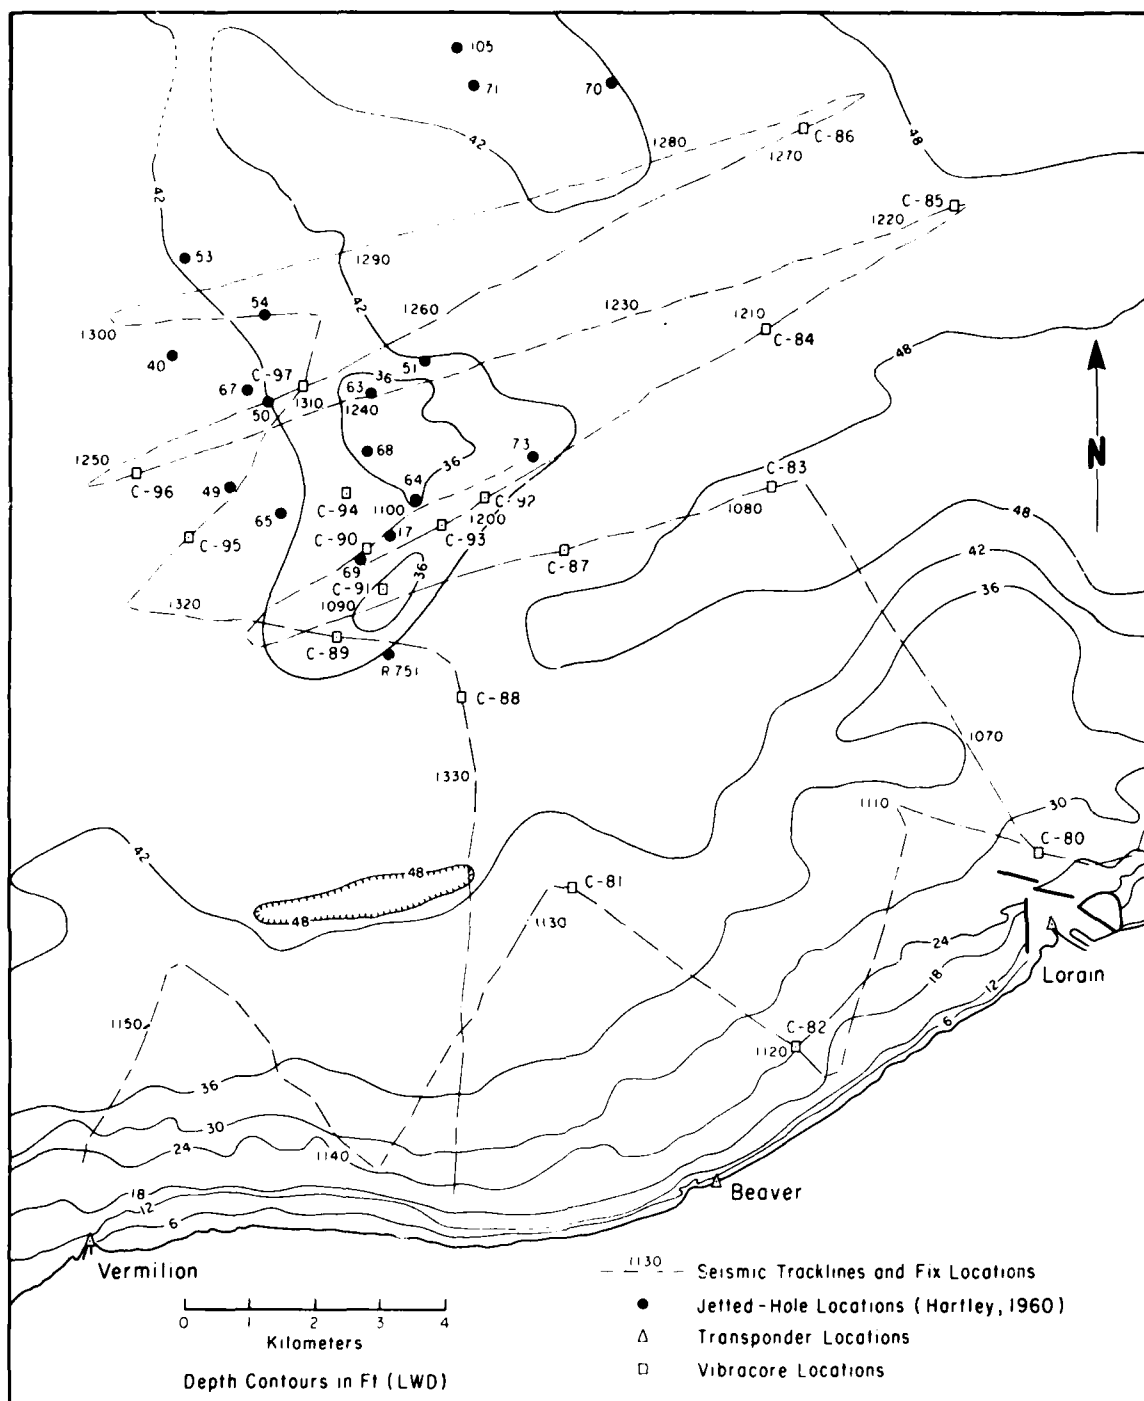 105
71
70
C-86
1280
1270
42
48
C-85
42
1220
53
1290
1260
1230
42
1210
C-84
54
1300
48
40
51
C-97
36
63
67
1310
50
1240
N
68
73
36
C-83
1250
64
C-96
49
C-94
1100
C-92
1080
48
65
17
1200
C-93
C-95
C-90
42
69
C-87
C-91
36
36
1090
1320
C-89
R751
C-88
1070
1330
1110
30
42
C-80
48
C-81
48
1130
24
18
Lorain
12
1150
C-82
6
1120
36
30
24
1140
18
12
6
Beaver
Vermilion
1130
Seismic Tracklines and Fix Locations
Jetted-Hole Locations (Hartley, 1960)
0 1 2 3 4
Transponder Locations
Kilometers
Vibracore Locations
Depth Contours in Ft (LWD)